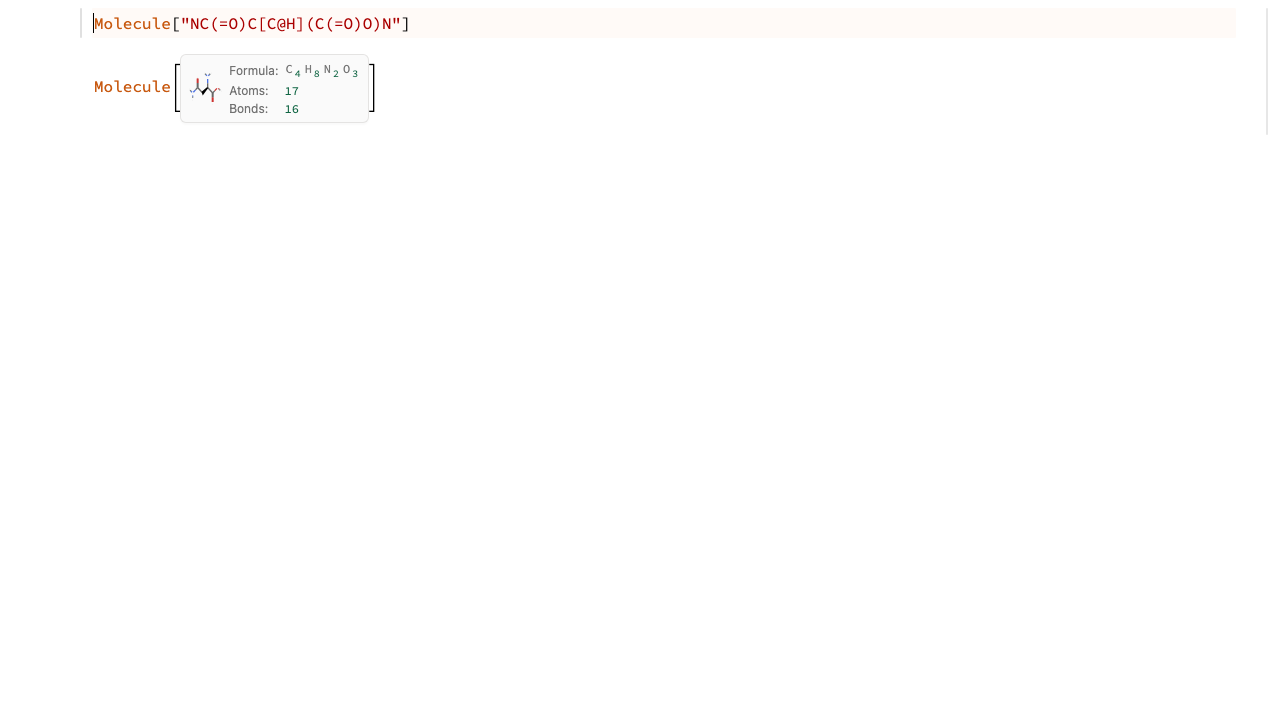 Molecule["NC(=O)C[C@H](C(=O)O)N"]
Molecule[
Formula: C4H8N2O3
Atoms: 17
Bonds: 16
]